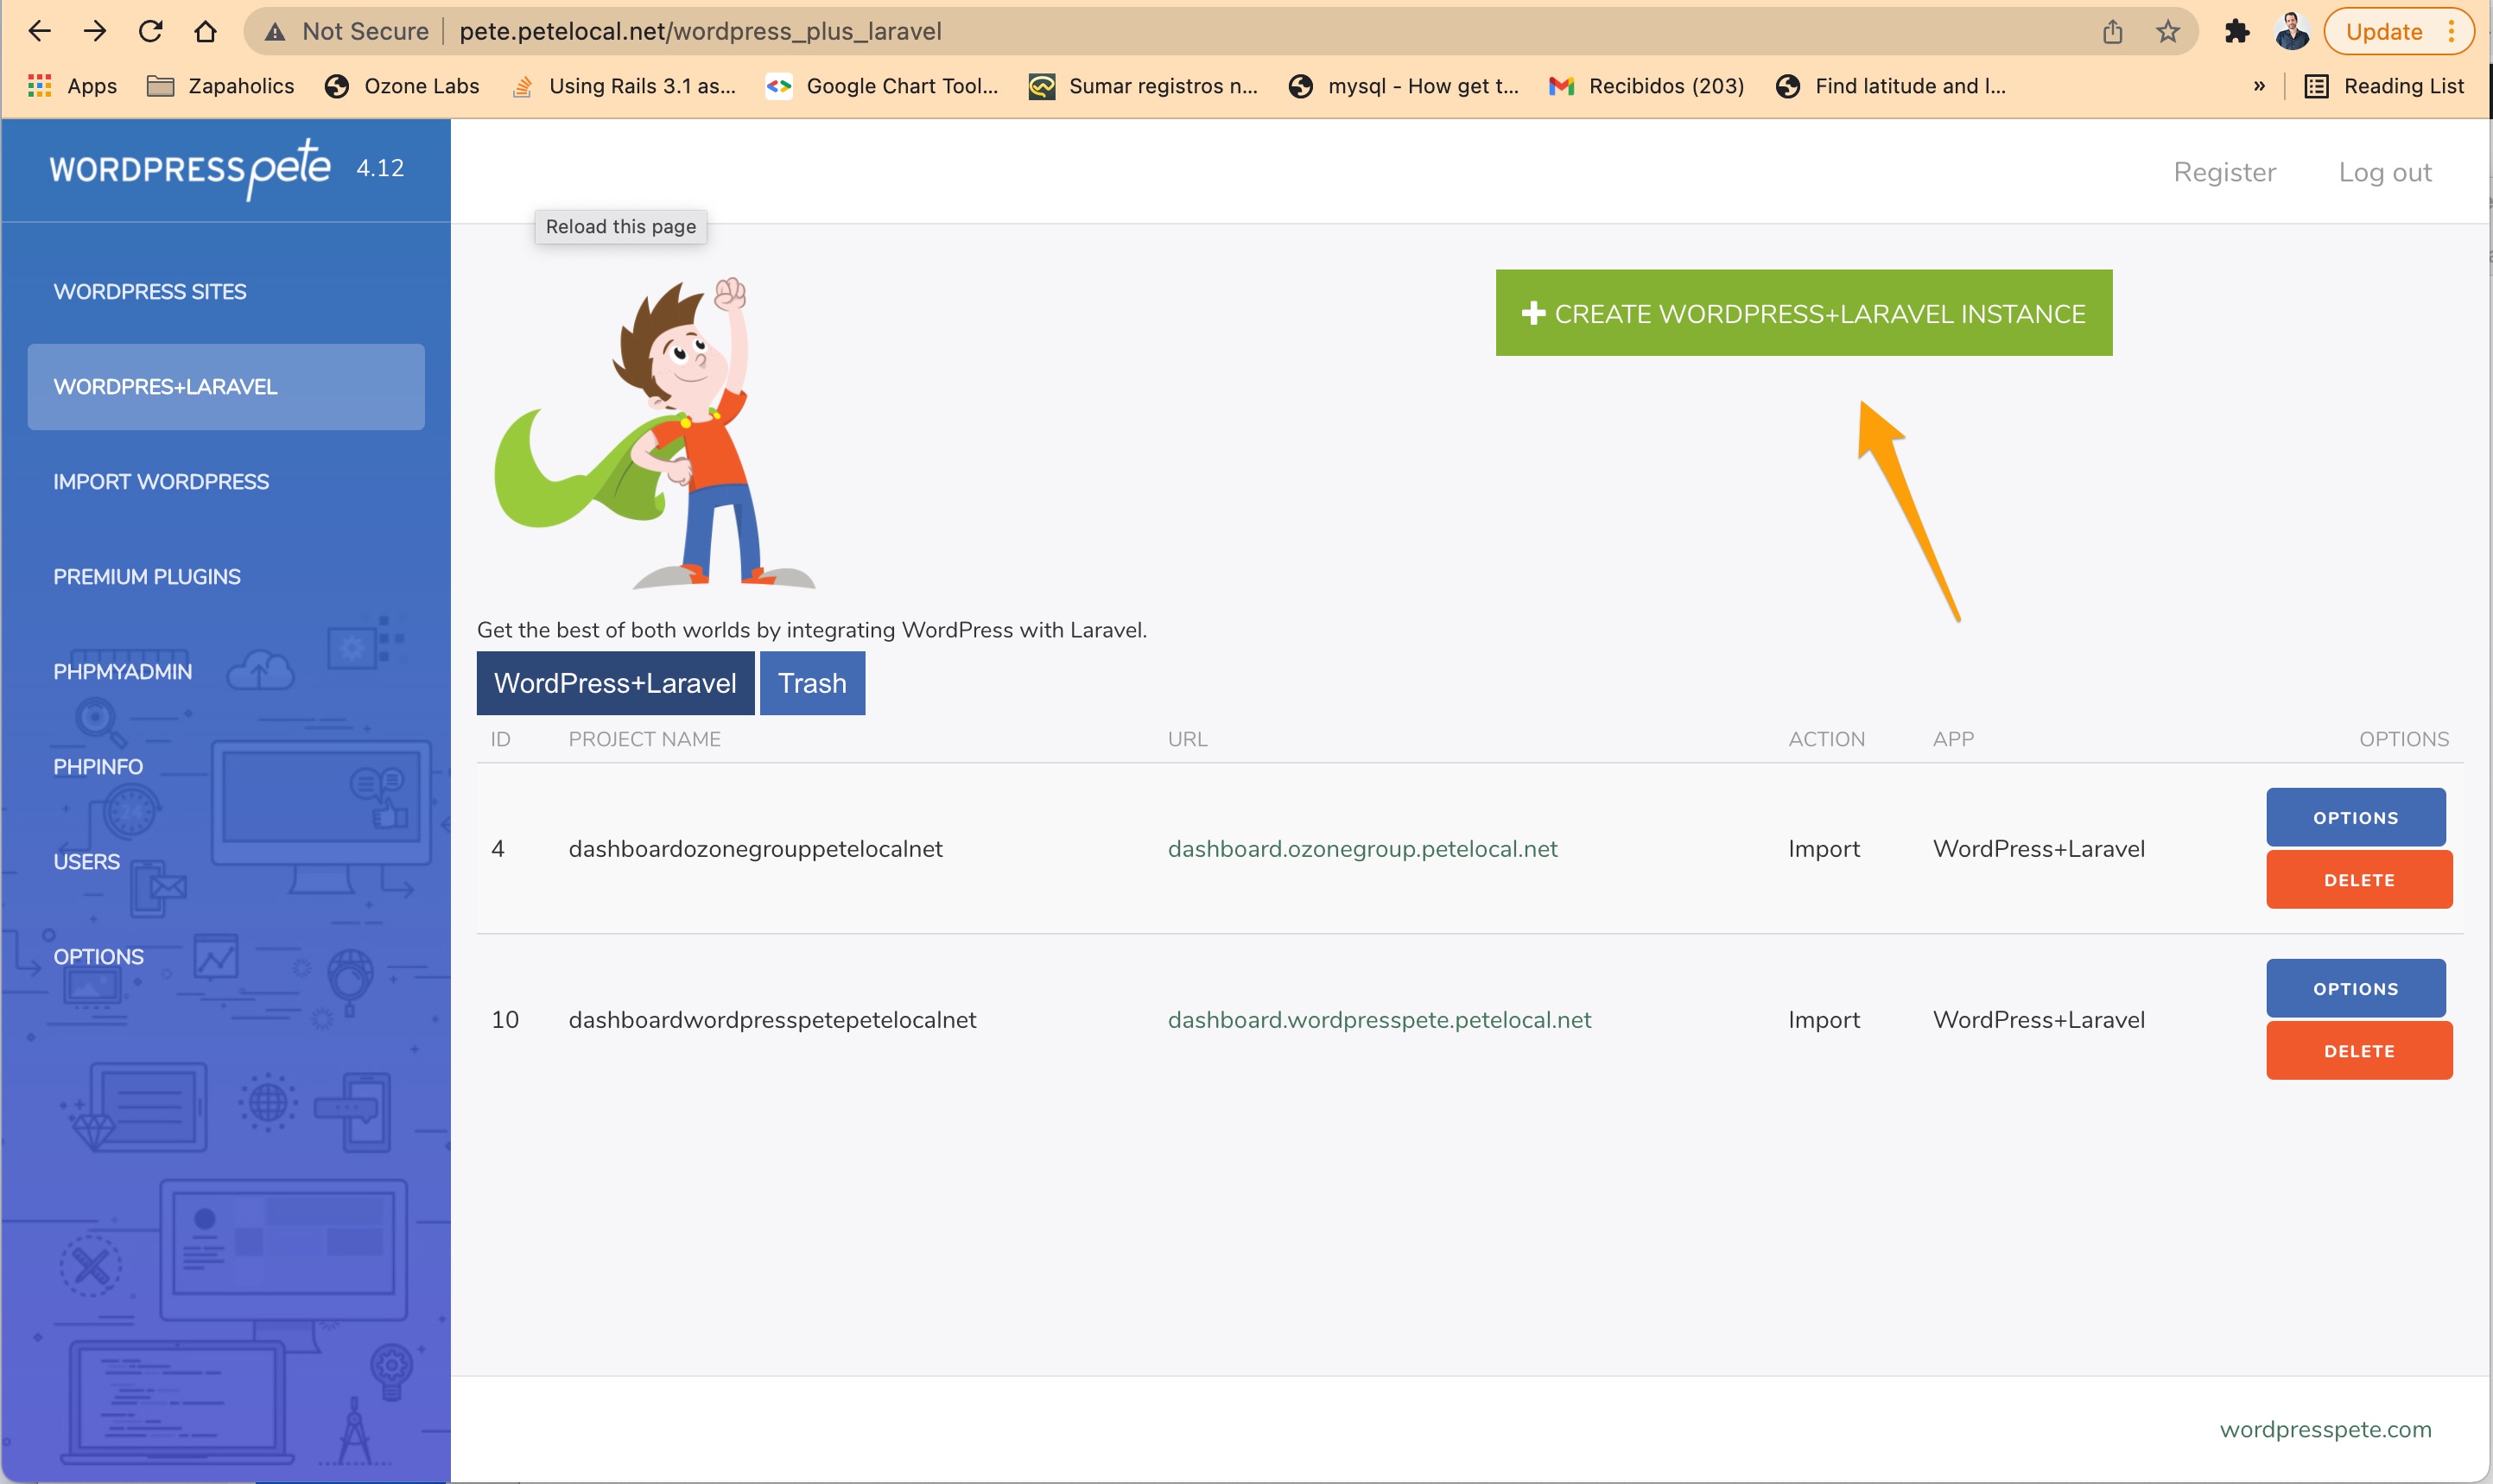 Not Secure pete.petelocal.net/wordpress_plus_laravel Update
Apps Zapaholics Ozone Labs Using Rails 3.1 as... Google Chart Tool... Sumar registros n... mysql - How get t... Recibidos (203) Find latitude and l... » Reading List
WORDPRESS pete 4.12
Register Log out
Reload this page
WORDPRESS SITES
WORDPRES+LARAVEL
IMPORT WORDPRESS
PREMIUM PLUGINS
PHPMYADMIN
PHPINFO
USERS
OPTIONS
CREATE WORDPRESS+LARAVEL INSTANCE
Get the best of both worlds by integrating WordPress with Laravel.
WordPress+Laravel Trash
ID PROJECT NAME URL ACTION APP OPTIONS
4 dashboardozonegrouppetelocalnet dashboard.ozonegroup.petelocal.net Import WordPress+Laravel OPTIONS
DELETE
10 dashboardwordpresspetepetelocalnet dashboard.wordpresspete.petelocal.net Import WordPress+Laravel OPTIONS
DELETE
wordpresspete.com